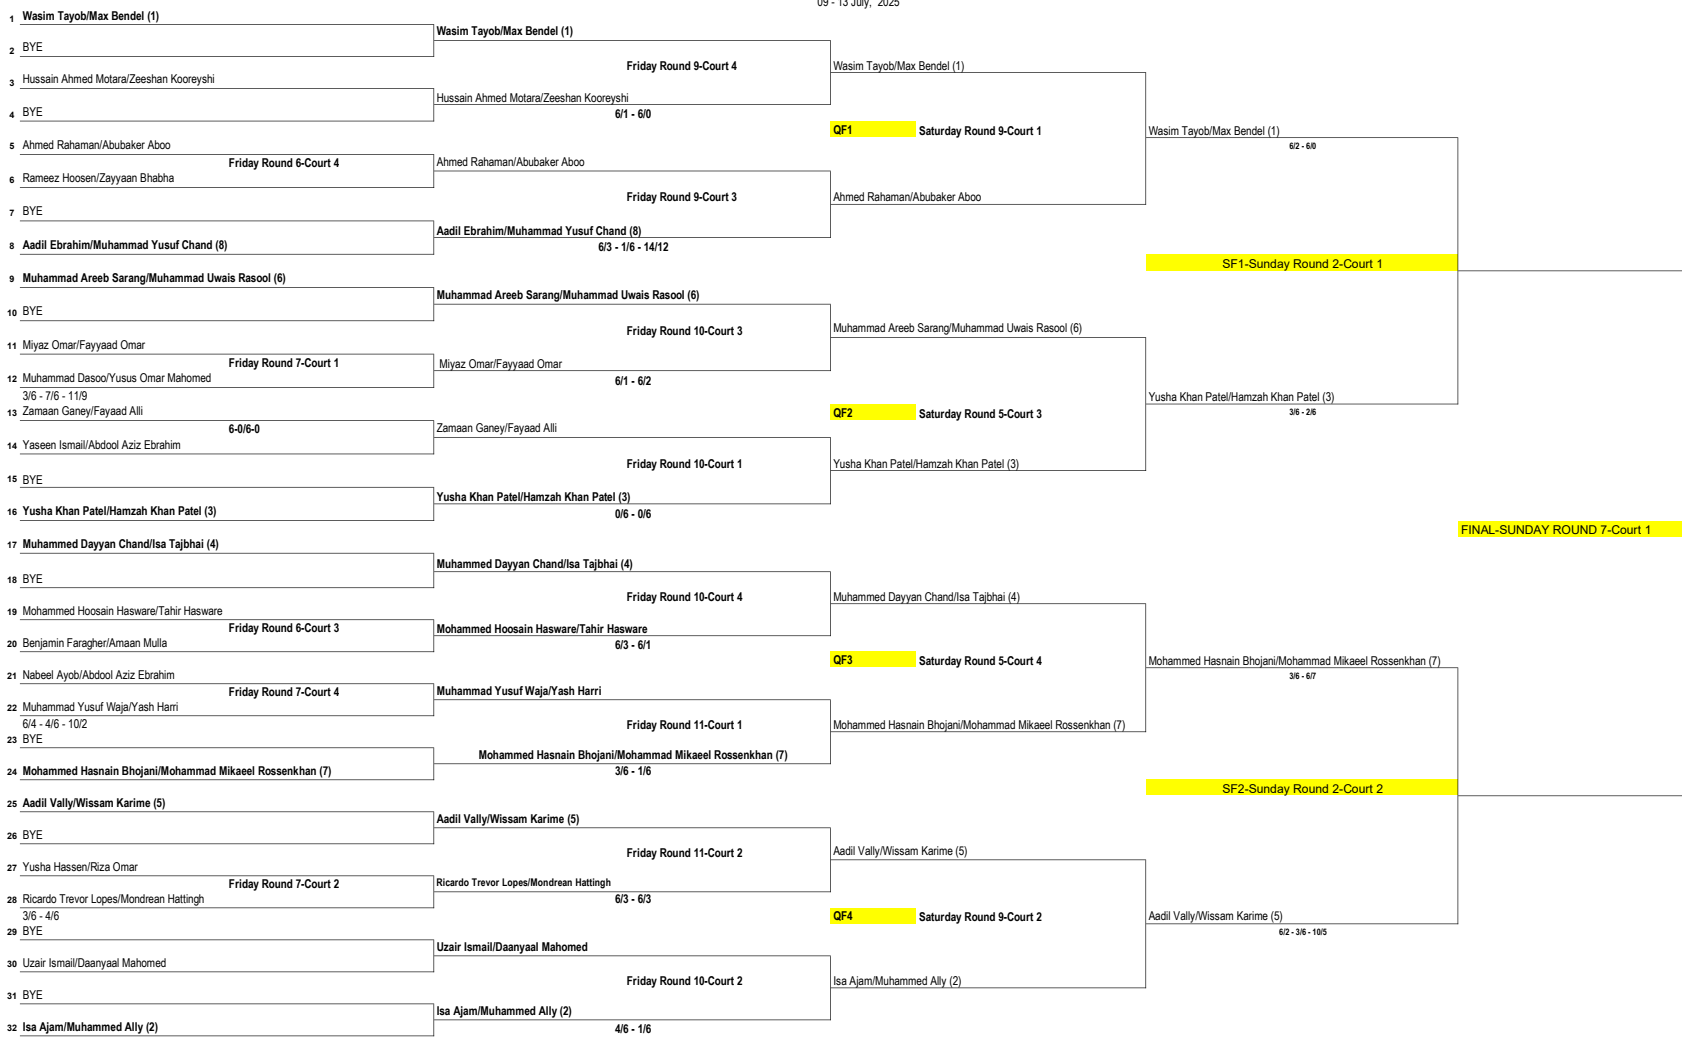 09 - 13 July, 2025
1 Wasim Tayob/Max Bendel (1)
Wasim Tayob/Max Bendel (1)
2 BYE
Friday Round 9-Court 4
Wasim Tayob/Max Bendel (1)
3 Hussain Ahmed Motara/Zeeshan Kooreyshi
Hussain Ahmed Motara/Zeeshan Kooreyshi
4 BYE
6/1 - 6/0
QF1 Saturday Round 9-Court 1
Wasim Tayob/Max Bendel (1)
6/2 - 6/0
5 Ahmed Rahaman/Abubaker Aboo
Friday Round 6-Court 4
Ahmed Rahaman/Abubaker Aboo
6 Rameez Hoosen/Zayyaan Bhabha
Friday Round 9-Court 3
Ahmed Rahaman/Abubaker Aboo
7 BYE
Aadil Ebrahim/Muhammad Yusuf Chand (8)
8 Aadil Ebrahim/Muhammad Yusuf Chand (8)
6/3 - 1/6 - 14/12
SF1-Sunday Round 2-Court 1
9 Muhammad Areeb Sarang/Muhammad Uwais Rasool (6)
Muhammad Areeb Sarang/Muhammad Uwais Rasool (6)
10 BYE
Friday Round 10-Court 3
Muhammad Areeb Sarang/Muhammad Uwais Rasool (6)
11 Miyaz Omar/Fayyaad Omar
Friday Round 7-Court 1
Miyaz Omar/Fayyaad Omar
12 Muhammad Dasoo/Yusus Omar Mahomed
6/1 - 6/2
3/6 - 7/6 - 11/9
Yusha Khan Patel/Hamzah Khan Patel (3)
3/6 - 2/6
13 Zamaan Ganey/Fayaad Alli
QF2 Saturday Round 5-Court 3
6-0/6-0
Zamaan Ganey/Fayaad Alli
14 Yaseen Ismail/Abdool Aziz Ebrahim
Friday Round 10-Court 1
Yusha Khan Patel/Hamzah Khan Patel (3)
15 BYE
Yusha Khan Patel/Hamzah Khan Patel (3)
16 Yusha Khan Patel/Hamzah Khan Patel (3)
0/6 - 0/6
FINAL-SUNDAY ROUND 7-Court 1
17 Muhammed Dayyan Chand/Isa Tajbhai (4)
Muhammed Dayyan Chand/Isa Tajbhai (4)
18 BYE
Friday Round 10-Court 4
Muhammed Dayyan Chand/Isa Tajbhai (4)
19 Mohammed Hoosain Hasware/Tahir Hasware
Friday Round 6-Court 3
Mohammed Hoosain Hasware/Tahir Hasware
20 Benjamin Faragher/Amaan Mulla
6/3 - 6/1
QF3 Saturday Round 5-Court 4
Mohammed Hasnain Bhojani/Mohammad Mikaeel Rossenkhan (7)
3/6 - 6/7
21 Nabeel Ayob/Abdool Aziz Ebrahim
Friday Round 7-Court 4
Muhammad Yusuf Waja/Yash Harri
22 Muhammad Yusuf Waja/Yash Harri
6/4 - 4/6 - 10/2
Friday Round 11-Court 1
Mohammed Hasnain Bhojani/Mohammad Mikaeel Rossenkhan (7)
23 BYE
Mohammed Hasnain Bhojani/Mohammad Mikaeel Rossenkhan (7)
24 Mohammed Hasnain Bhojani/Mohammad Mikaeel Rossenkhan (7)
3/6 - 1/6
SF2-Sunday Round 2-Court 2
25 Aadil Vally/Wissam Karime (5)
Aadil Vally/Wissam Karime (5)
26 BYE
Friday Round 11-Court 2
Aadil Vally/Wissam Karime (5)
27 Yusha Hassen/Riza Omar
Friday Round 7-Court 2
Ricardo Trevor Lopes/Mondrean Hattingh
28 Ricardo Trevor Lopes/Mondrean Hattingh
6/3 - 6/3
3/6 - 4/6
QF4 Saturday Round 9-Court 2
Aadil Vally/Wissam Karime (5)
6/2 - 3/6 - 10/5
29 BYE
Uzair Ismail/Daanyaal Mahomed
30 Uzair Ismail/Daanyaal Mahomed
Friday Round 10-Court 2
Isa Ajam/Muhammed Ally (2)
31 BYE
Isa Ajam/Muhammed Ally (2)
32 Isa Ajam/Muhammed Ally (2)
4/6 - 1/6